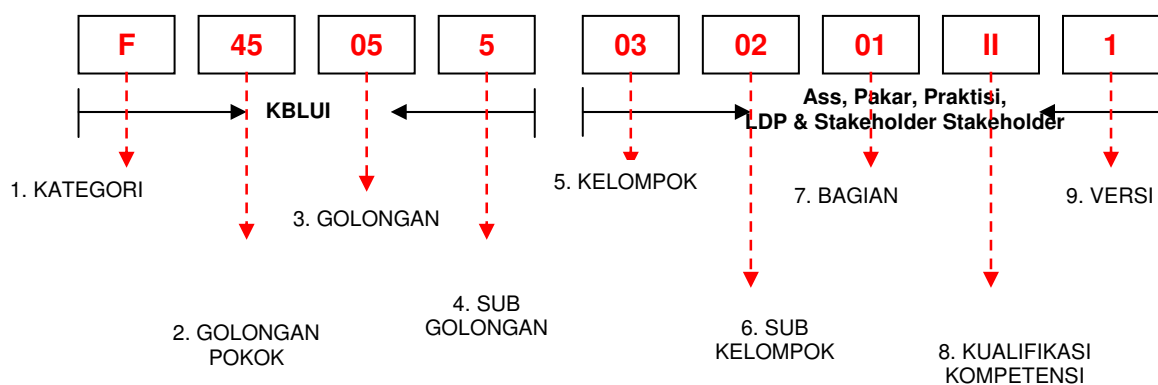 F 45 05 5 03 02 01 II 1
KBLUI
Ass, Pakar, Praktisi,
LDP & Stakeholder Stakeholder
1. KATEGORI
3. GOLONGAN
5. KELOMPOK
7. BAGIAN
9. VERSI
2. GOLONGAN
POKOK
4. SUB
GOLONGAN
6. SUB
KELOMPOK
8. KUALIFIKASI
KOMPETENSI